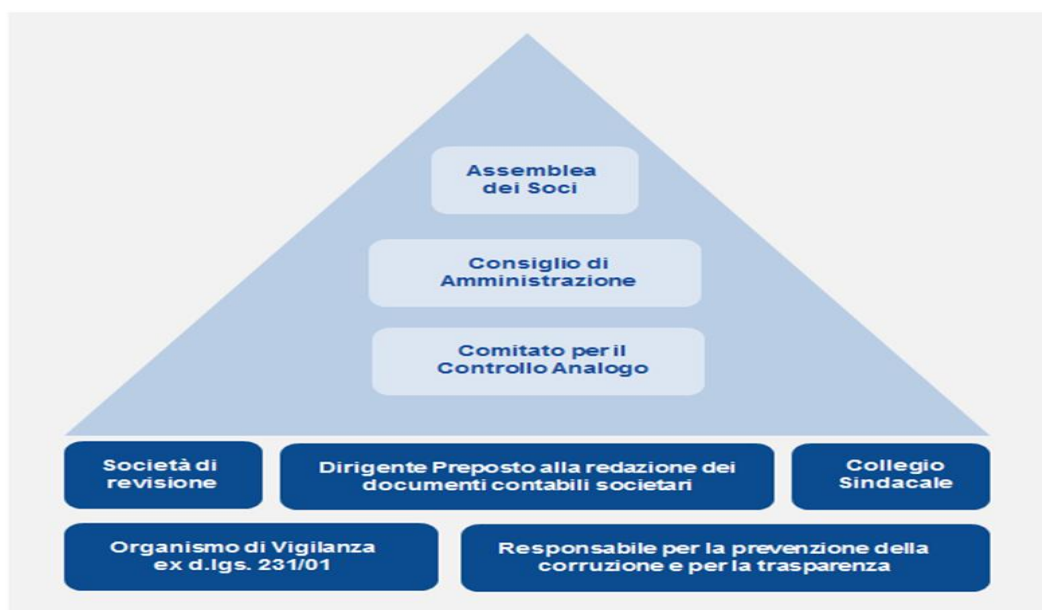 Assemblea
dei Soci
Consiglio di
Amministrazione
Comitato per il
Controllo Analogo
Società di
revisione
Dirigente Preposto alla redazione dei
documenti contabili societari
Collegio
Sindacale
Organismo di Vigilanza
ex d.lgs. 231/01
Responsabile per la prevenzione della
corruzione e per la trasparenza